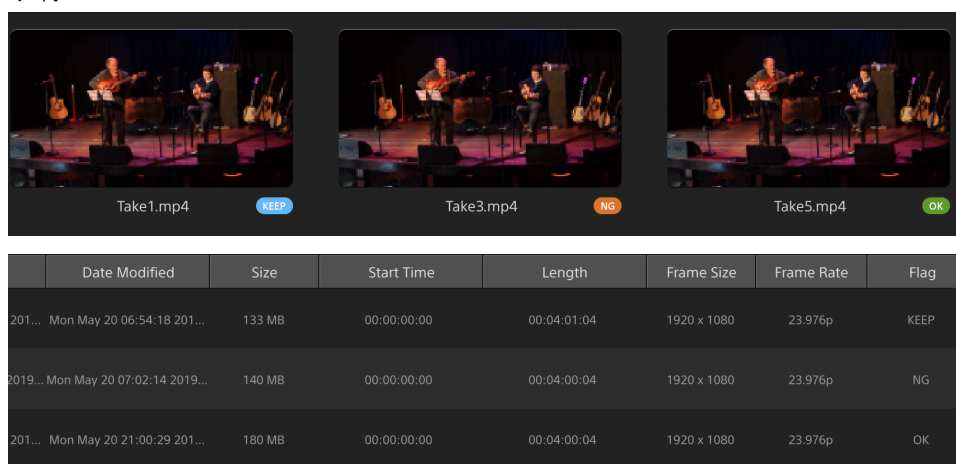 Take1.mp4 KEEP Take3.mp4 NG Take5.mp4 OK
Date Modified Size Start Time Length Frame Size Frame Rate Flag
201... Mon May 20 06:54:18 201... 133 MB 00:00:00:00 00:04:01:04 1920 x 1080 23.976p KEEP
2019... Mon May 20 07:02:14 2019... 140 MB 00:00:00:00 00:04:00:04 1920 x 1080 23.976p NG
201... Mon May 20 21:00:29 201... 180 MB 00:00:00:00 00:04:00:04 1920 x 1080 23.976p OK